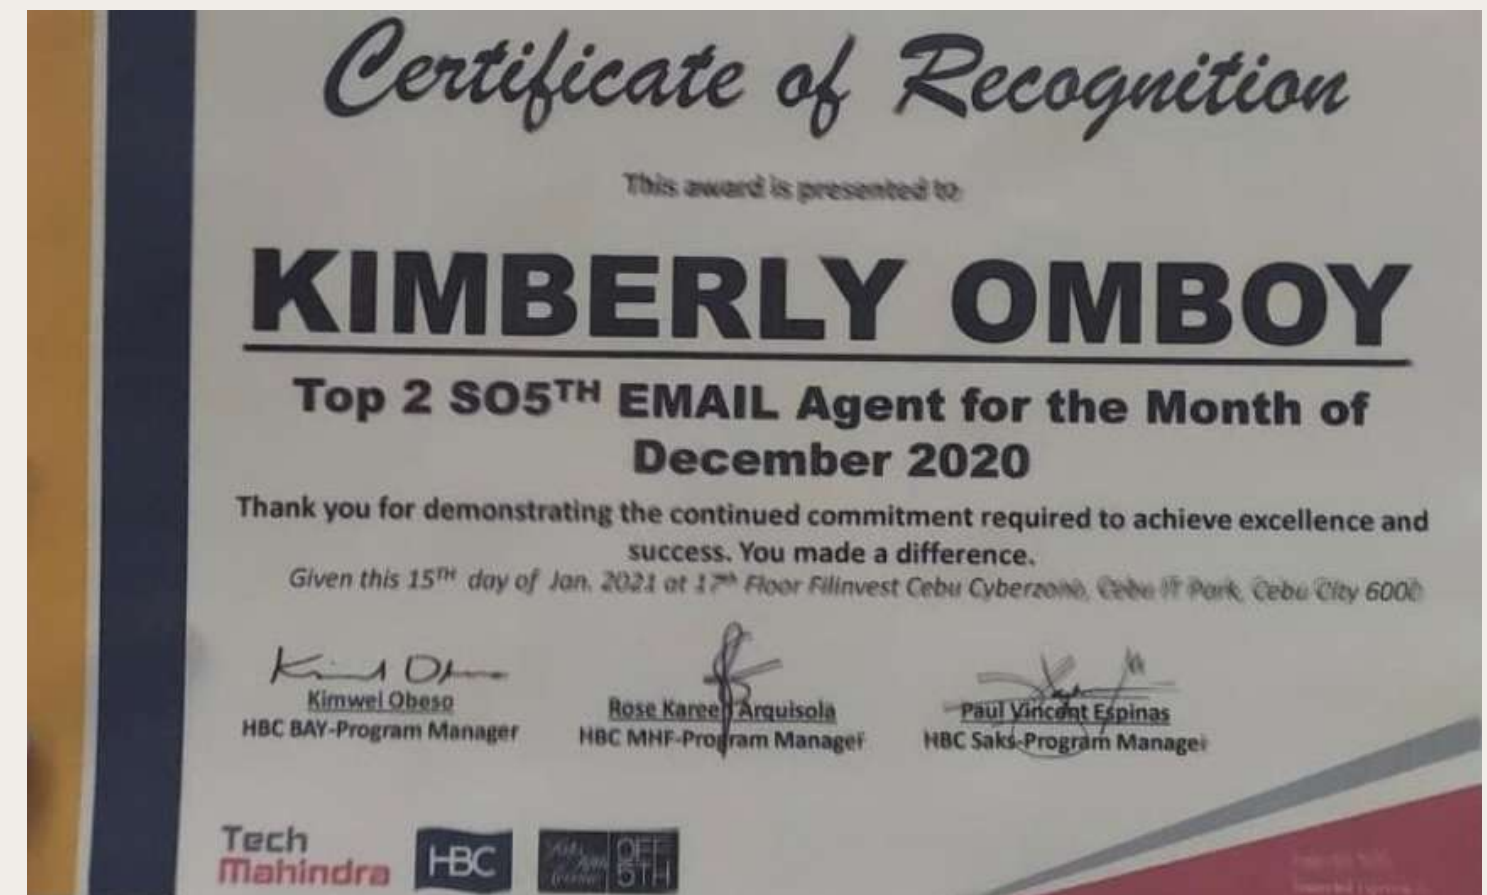 Certificate of Recognition
This award is presented to
KIMBERLY OMBOY
Top 2 SO5TH EMAIL Agent for the Month of
December 2020
Thank you for demonstrating the continued commitment required to achieve excellence and
success. You made a difference.
Given this 15TH day of Jan. 2021 at 17th Floor Filinvest Cebu Cyberzone, Cebu IT Park, Cebu City 6000
Kimwel Obeso
HBC BAY-Program Manager
Rose Karen Arquisola
HBC MHF-Program Manager
Paul Vincent Espinas
HBC Saks-Program Manager
Tech
Mahindra
HBC
OFF
5TH